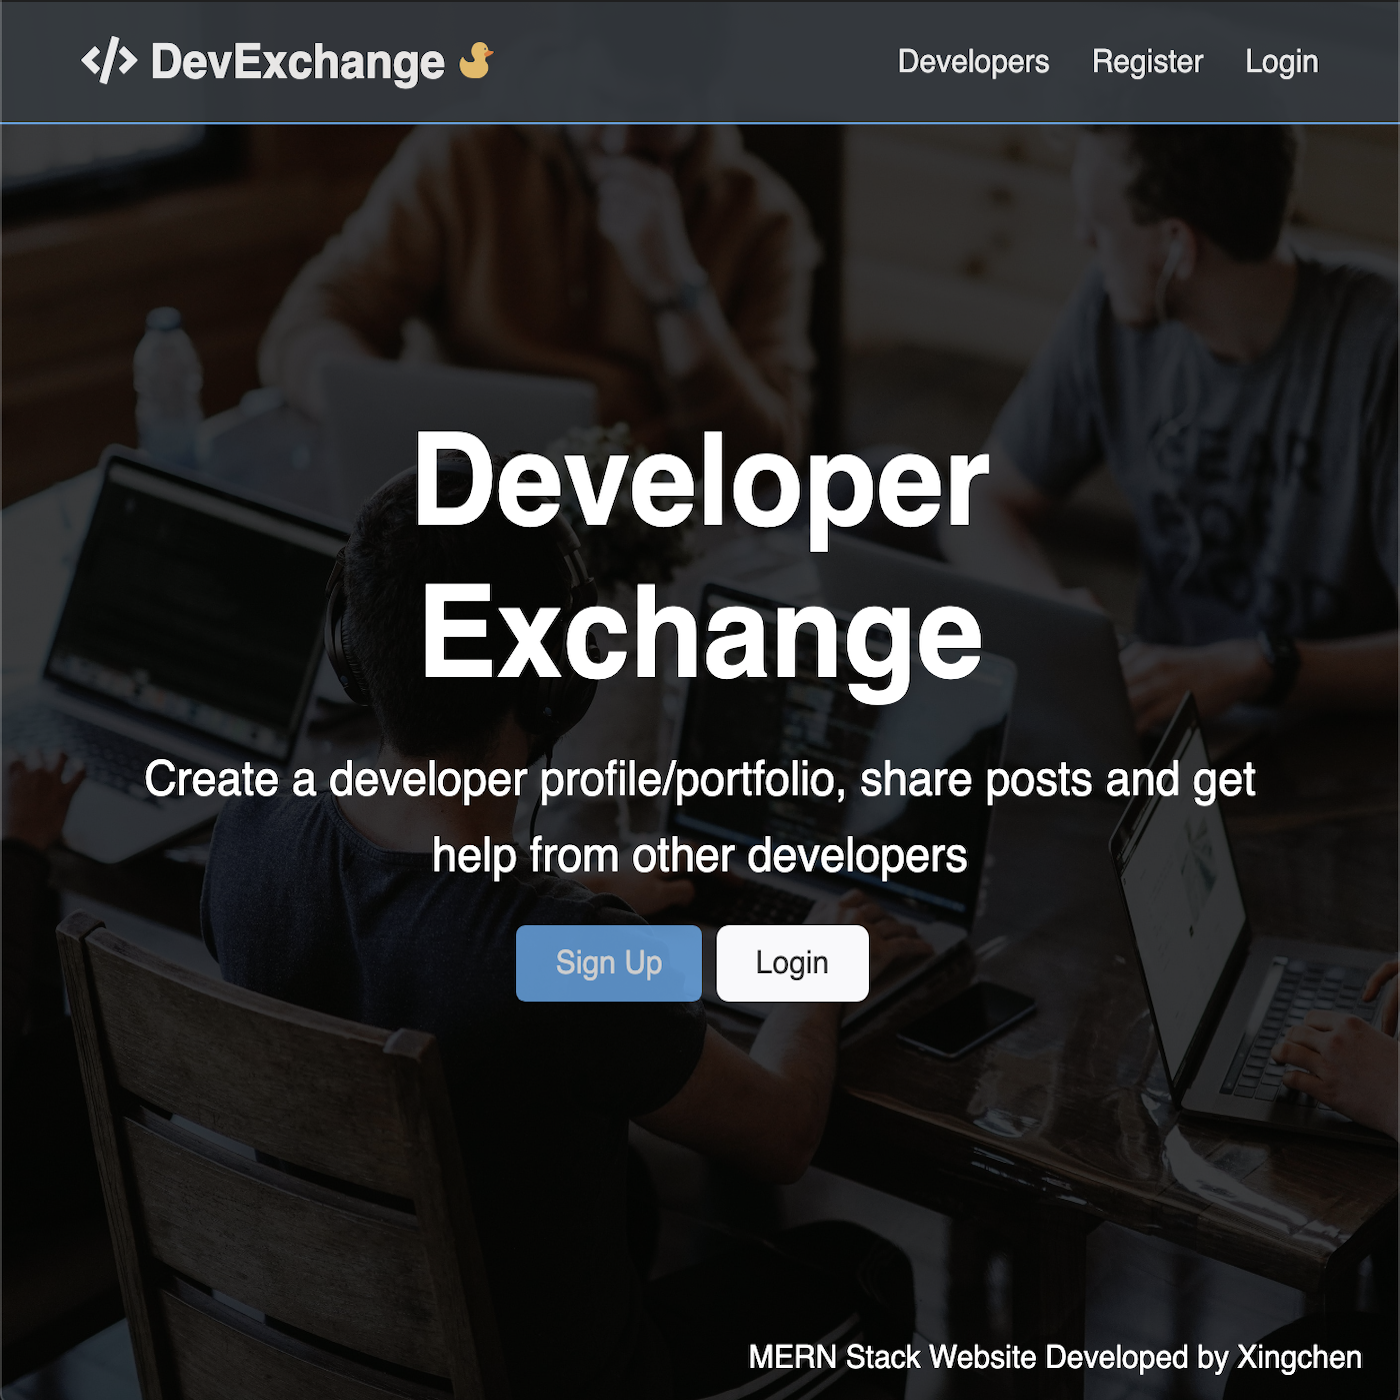 </> DevExchange 🦆
Developers Register Login
Developer
Exchange
Create a developer profile/portfolio, share posts and get
help from other developers
Sign Up Login
MERN Stack Website Developed by Xingchen